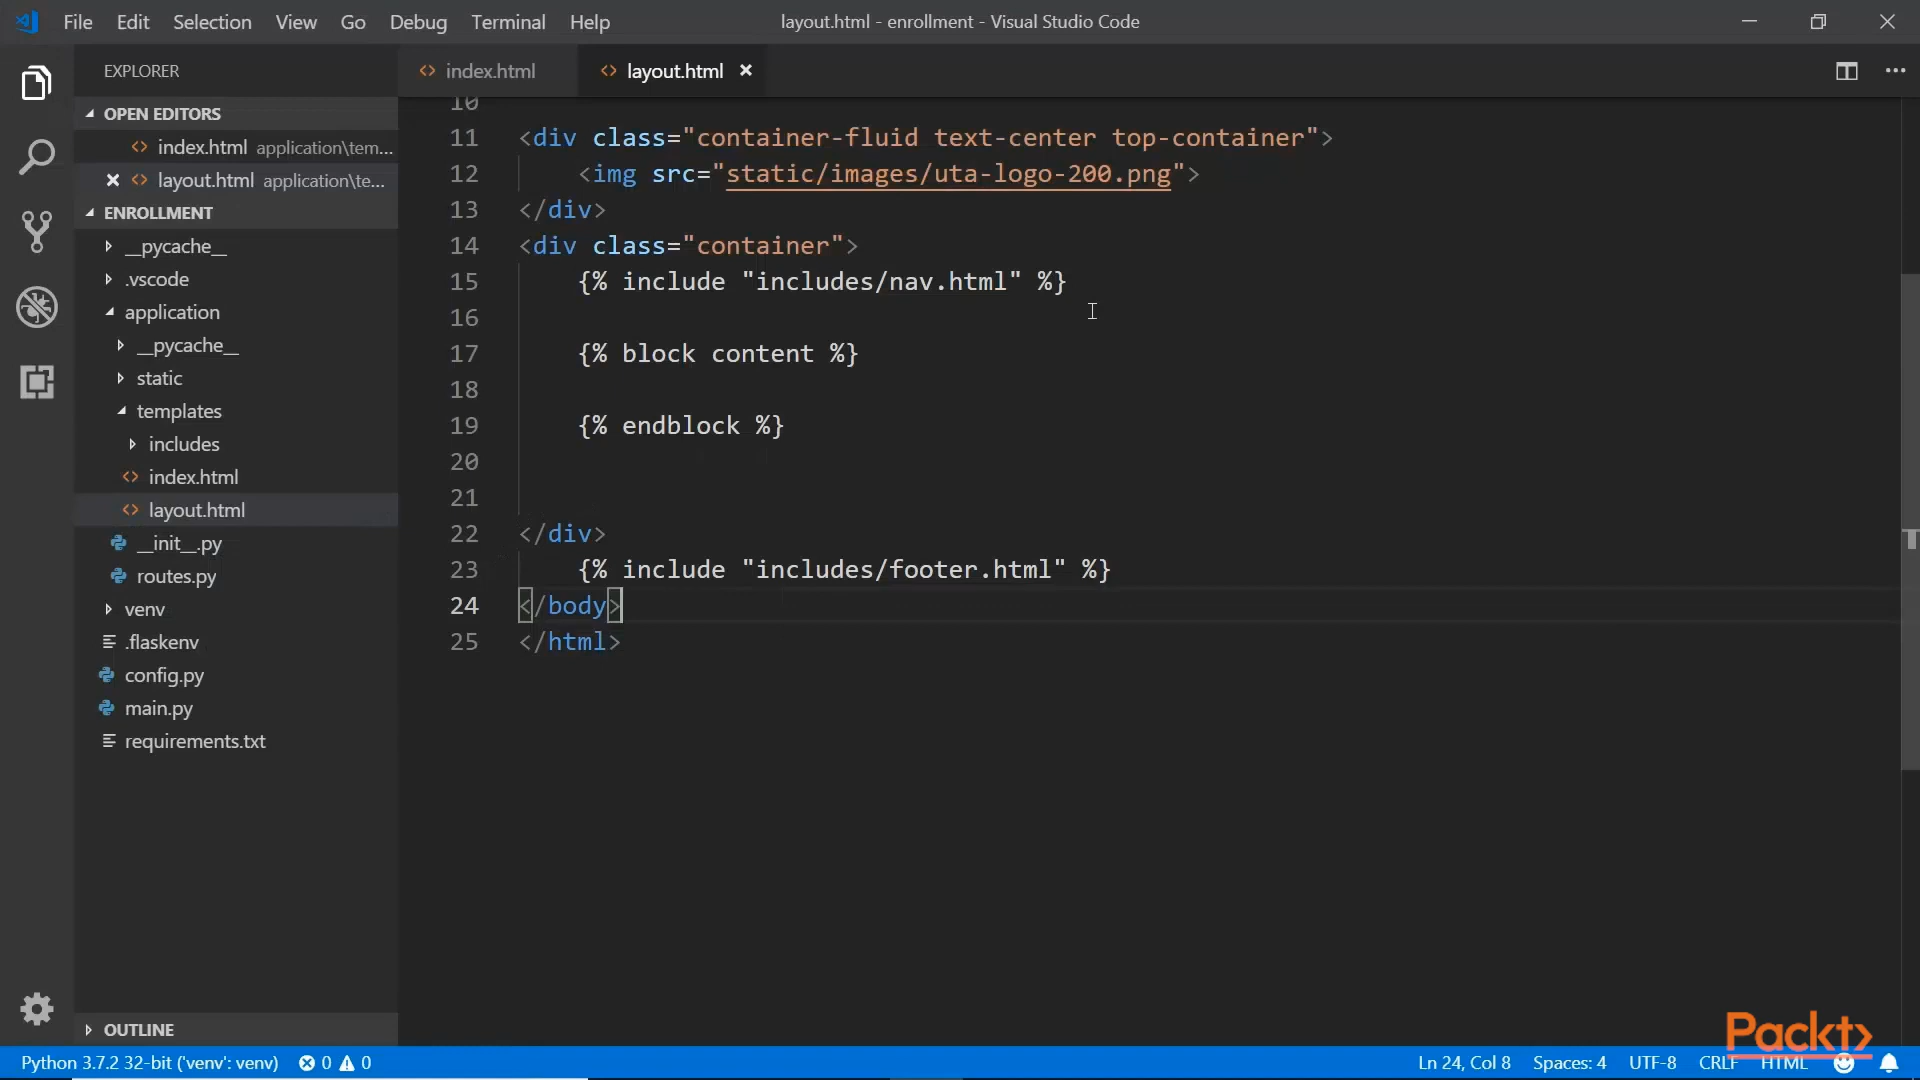 File Edit Selection View Go Debug Terminal Help
layout.html - enrollment - Visual Studio Code
EXPLORER
OPEN EDITORS
index.html application\tem...
layout.html application\te...
ENROLLMENT
__pycache__
.vscode
application
__pycache__
static
templates
includes
index.html
layout.html
__init__.py
routes.py
venv
.flaskenv
config.py
main.py
requirements.txt
OUTLINE
index.html
layout.html
10
11 <div class="container-fluid text-center top-container">
12 <img src="static/images/uta-logo-200.png">
13 </div>
14 <div class="container">
15 {% include "includes/nav.html" %}
16
17 {% block content %}
18
19 {% endblock %}
20
21
22 </div>
23 {% include "includes/footer.html" %}
24 </body>
25 </html>
Packt>
Python 3.7.2 32-bit ('venv': venv) 0 0
Ln 24, Col 8 Spaces: 4 UTF-8 CRLF HTML